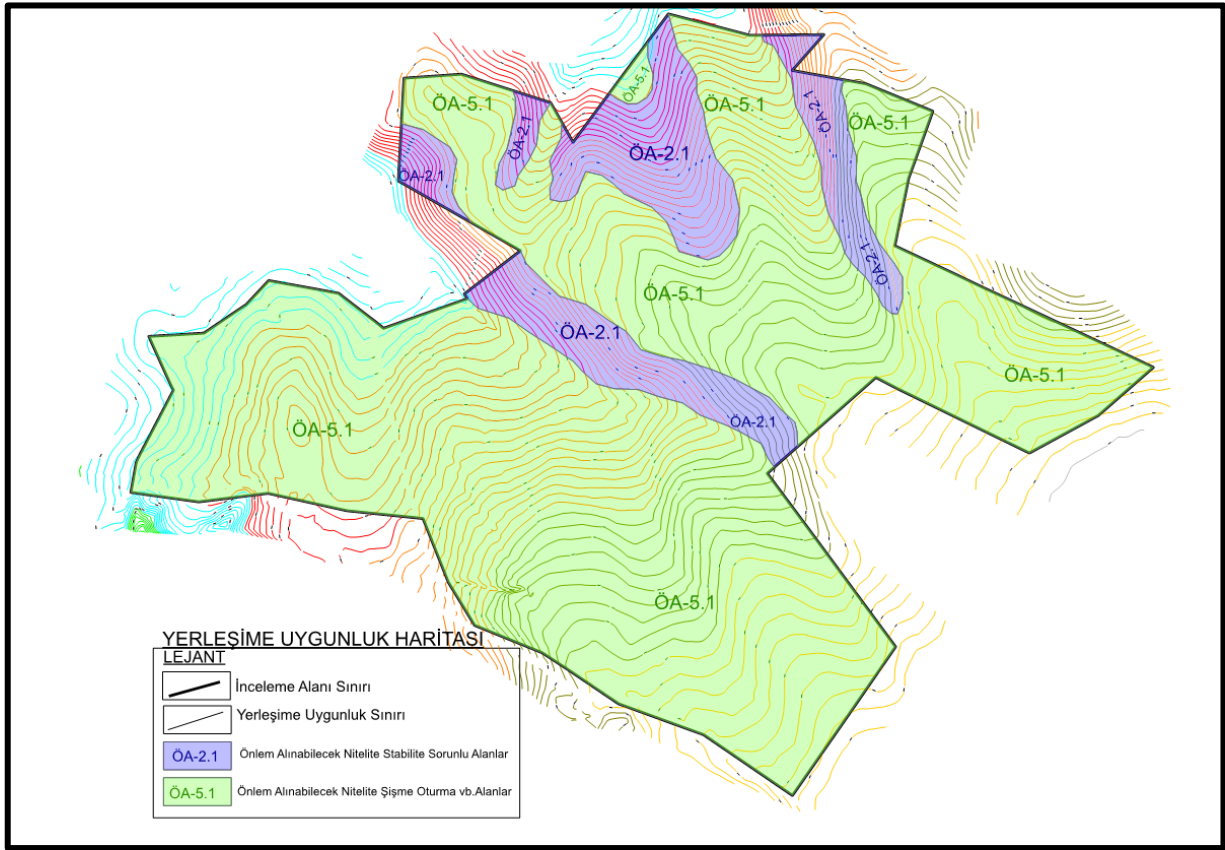 ÖA-5.1
ÖA-5.1
ÖA-5.1
ÖA-2.1
ÖA-2.1
ÖA-5.1
ÖA-2.1
ÖA-2.1
ÖA-2.1
ÖA-2.1
ÖA-5.1
ÖA-2.1
ÖA-5.1
ÖA-2.1
ÖA-5.1
ÖA-5.1
YERLEŞİME UYGUNLUK HARİTASI
LEJANT
İnceleme Alanı Sınırı
Yerleşime Uygunluk Sınırı
ÖA-2.1 Önlem Alınabilecek Nitelite Stabilite Sorunlu Alanlar
ÖA-5.1 Önlem Alınabilecek Nitelite Şişme Oturma vb.Alanlar